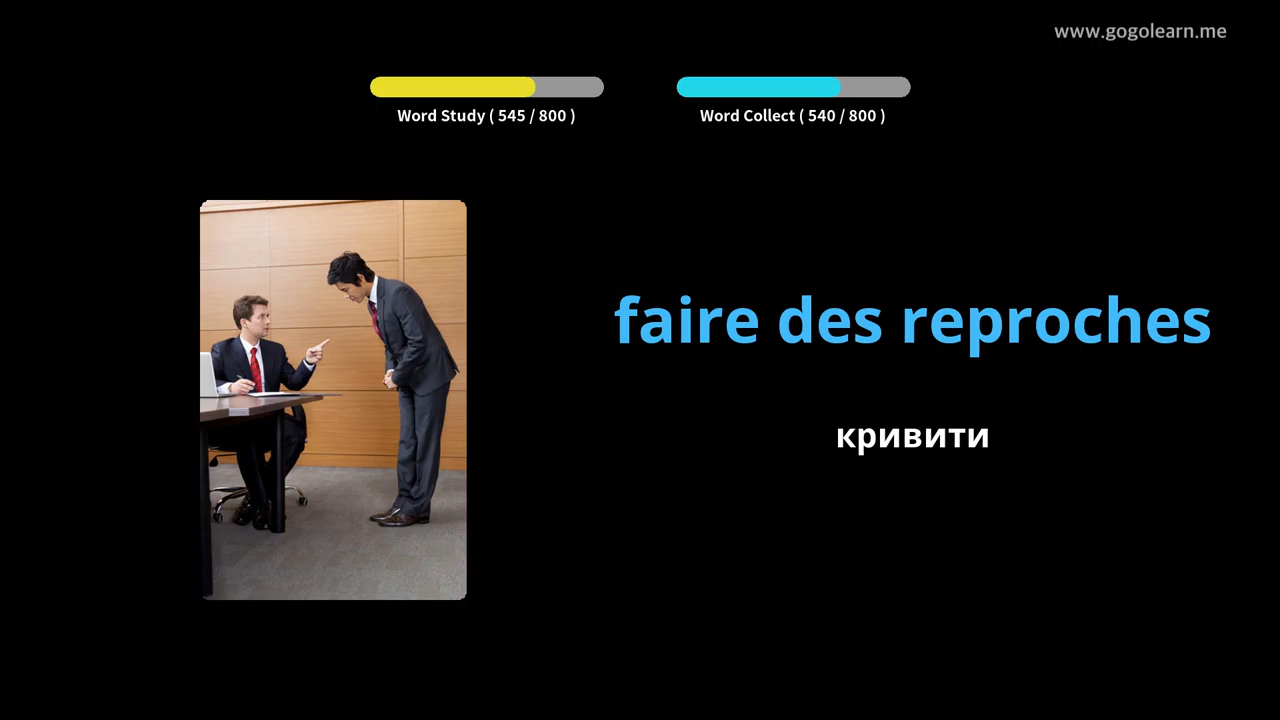 www.gogolearn.me
Word Study ( 545 / 800 )
Word Collect ( 540 / 800 )
faire des reproches
кривити